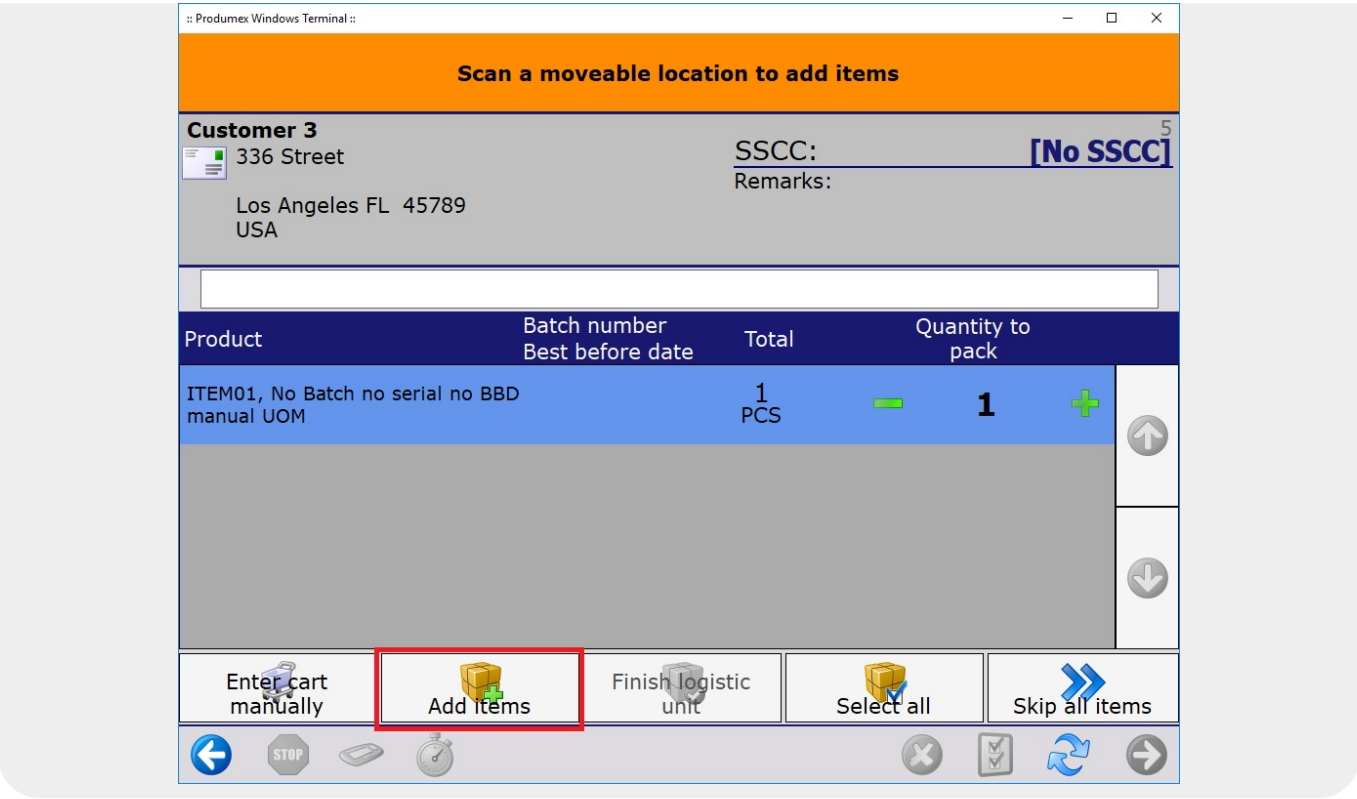 :: Produmex Windows Terminal ::
Scan a moveable location to add items
Customer 3
336 Street
Los Angeles FL  45789
USA
5
SSCC:
[No SSCC]
Remarks:
Product
Batch number
Best before date
Total
Quantity to
pack
ITEM01, No Batch no serial no BBD
manual UOM
1
PCS
1
Enter cart
manually
Add items
Finish logistic
unit
Select all
Skip all items
STOP